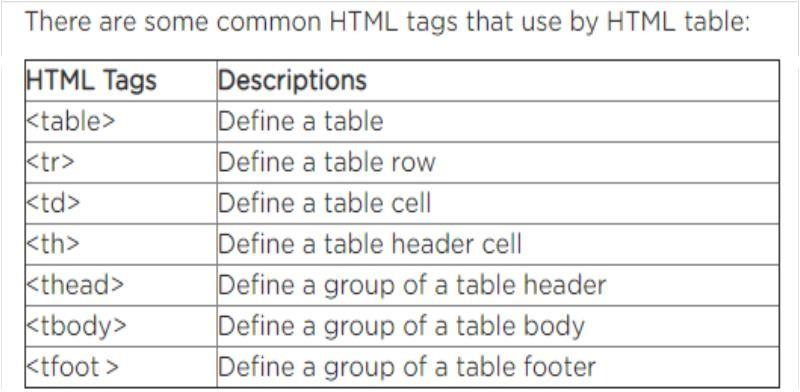 There are some common HTML tags that use by HTML table:
HTML Tags Descriptions
<table> Define a table
<tr> Define a table row
<td> Define a table cell
<th> Define a table header cell
<thead> Define a group of a table header
<tbody> Define a group of a table body
<tfoot > Define a group of a table footer